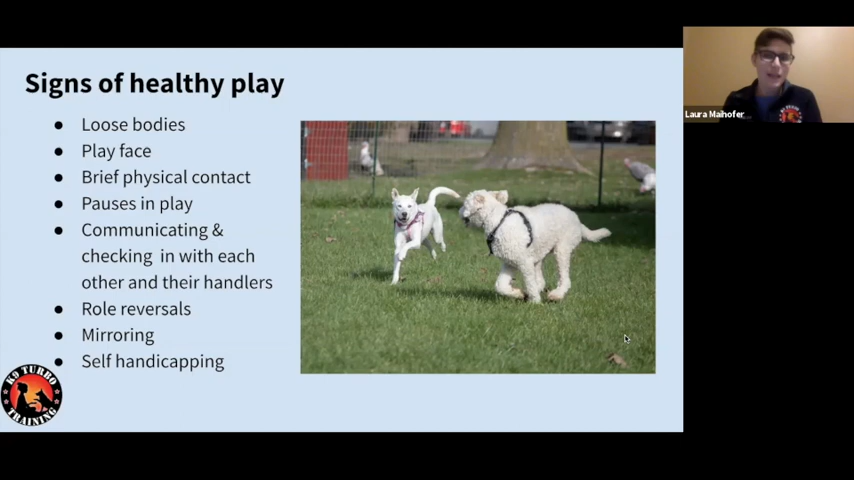 Signs of healthy play
● Loose bodies
● Play face
● Brief physical contact
● Pauses in play
● Communicating &
checking in with each
other and their handlers
● Role reversals
● Mirroring
● Self handicapping
K9 TURBO
TRAINING
Laura Maihofer